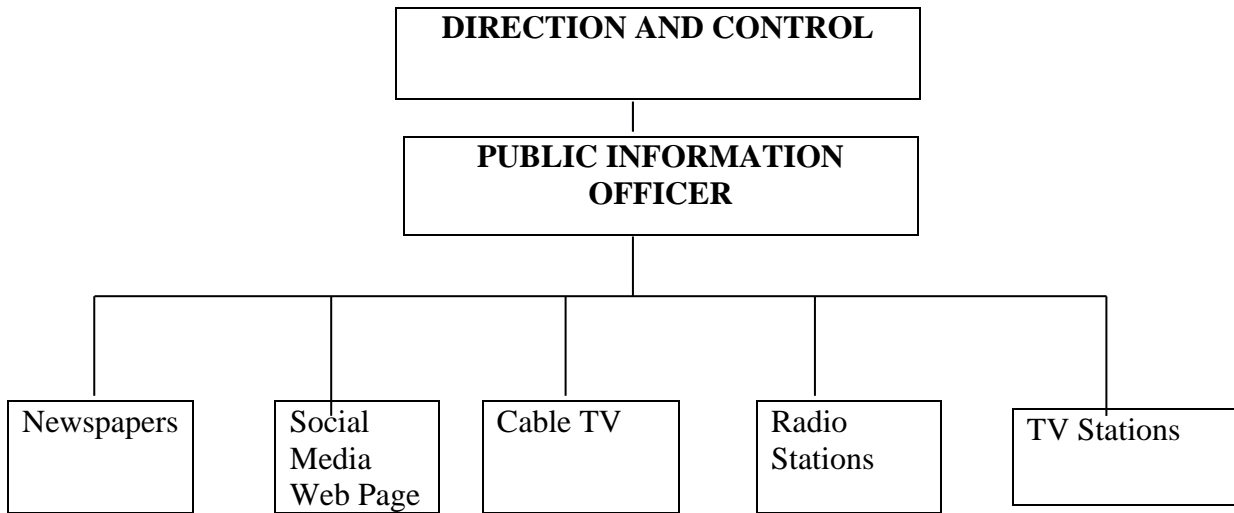 DIRECTION AND CONTROL
PUBLIC INFORMATION
OFFICER
Newspapers
Social
Media
Web Page
Cable TV
Radio
Stations
TV Stations